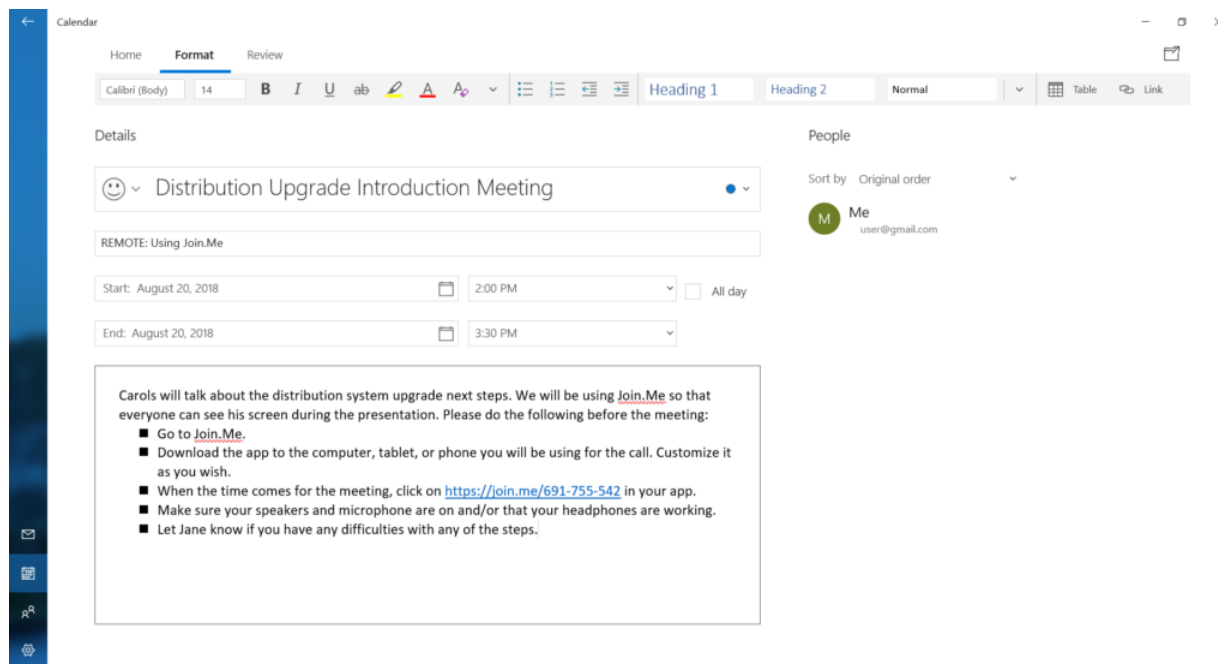 Calendar
Home Format Review
Calibri (Body) 14 B I U ab A A Heading 1 Heading 2 Normal Table Link
Details
People
Distribution Upgrade Introduction Meeting
Sort by Original order
M Me
user@gmail.com
REMOTE: Using Join.Me
Start: August 20, 2018 2:00 PM All day
End: August 20, 2018 3:30 PM
Carols will talk about the distribution system upgrade next steps. We will be using Join.Me so that
everyone can see his screen during the presentation. Please do the following before the meeting:
■ Go to Join.Me.
■ Download the app to the computer, tablet, or phone you will be using for the call. Customize it
as you wish.
■ When the time comes for the meeting, click on https://join.me/691-755-542 in your app.
■ Make sure your speakers and microphone are on and/or that your headphones are working.
■ Let Jane know if you have any difficulties with any of the steps.